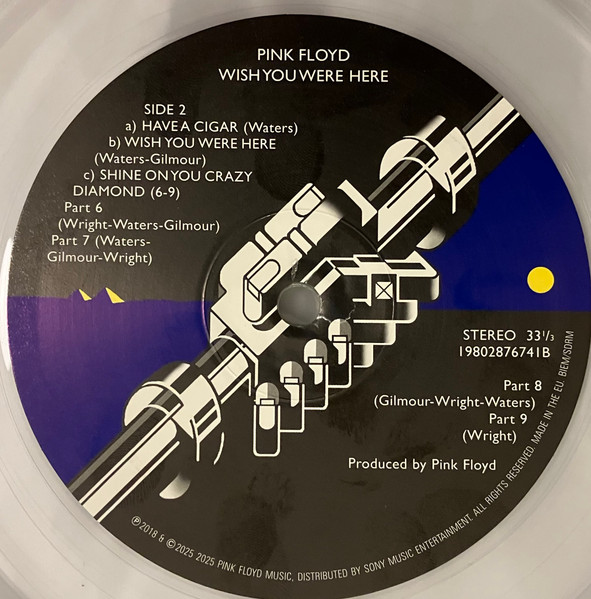 PINK FLOYD
WISH YOU WERE HERE
SIDE 2
a) HAVE A CIGAR (Waters)
b) WISH YOU WERE HERE
(Waters-Gilmour)
c) SHINE ON YOU CRAZY
DIAMOND (6-9)
Part 6
(Wright-Waters-Gilmour)
Part 7 (Waters-
Gilmour-Wright)
STEREO 33 1/3
19802876741B
Part 8
(Gilmour-Wright-Waters)
Part 9
(Wright)
Produced by Pink Floyd
℗2018 & ©2025 2025 PINK FLOYD MUSIC, DISTRIBUTED BY SONY MUSIC ENTERTAINMENT. ALL RIGHTS RESERVED. MADE IN THE EU. BIEM/SDRM